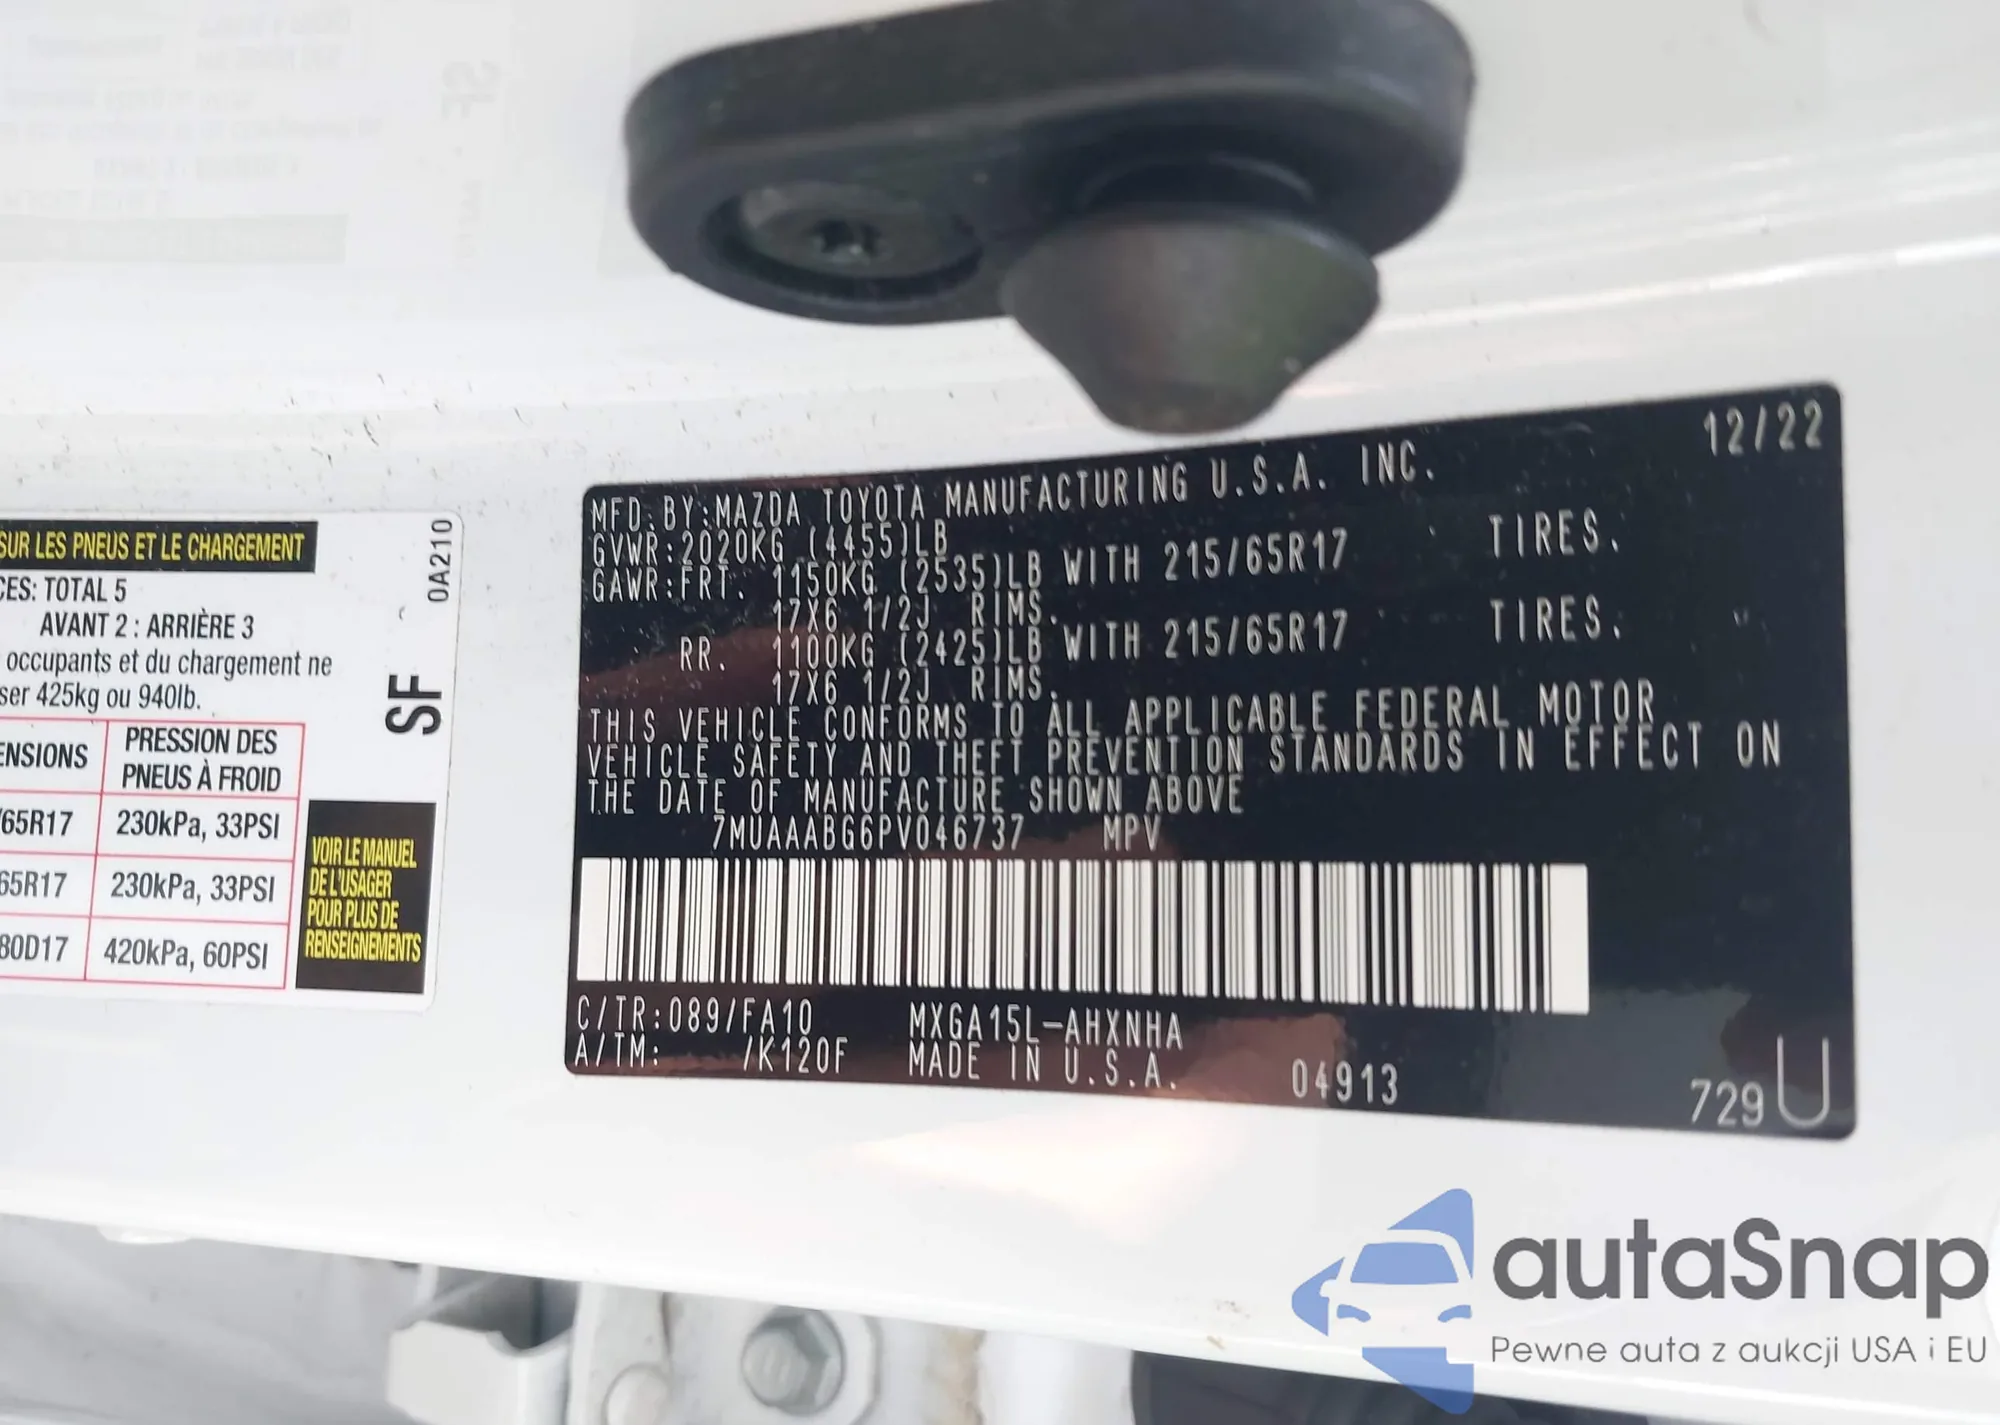 SUR LES PNEUS ET LE CHARGEMENT
CES: TOTAL 5
AVANT 2 : ARRIÈRE 3
occupants et du chargement ne
ser 425kg ou 940lb.
ENSIONS
PRESSION DES
PNEUS À FROID
/65R17
230kPa, 33PSI
65R17
230kPa, 33PSI
80D17
420kPa, 60PSI
0A210
SF
VOIR LE MANUEL
DE L'USAGER
POUR PLUS DE
RENSEIGNEMENTS
12/22
MFD.BY:MAZDA TOYOTA MANUFACTURING U.S.A. INC.
GVWR:2020KG (4455)LB
GAWR:FRT. 1150KG (2535)LB WITH 215/65R17 TIRES.
17X6 1/2J RIMS.
RR. 1100KG (2425)LB WITH 215/65R17 TIRES.
17X6 1/2J RIMS.
THIS VEHICLE CONFORMS TO ALL APPLICABLE FEDERAL MOTOR
VEHICLE SAFETY AND THEFT PREVENTION STANDARDS IN EFFECT ON
THE DATE OF MANUFACTURE SHOWN ABOVE
7MUAAABG6PV046737 MPV
C/TR:089/FA10 MXGA15L-AHXNHA
A/TM: /K120F MADE IN U.S.A.
04913
729 U
autaSnap
Pewne auta z aukcji USA i EU